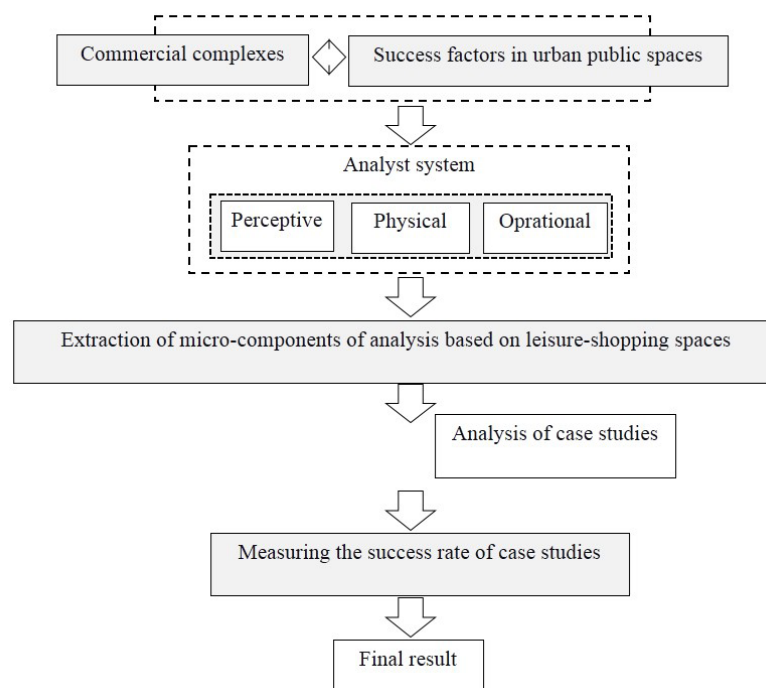 Commercial complexes
Success factors in urban public spaces
Analyst system
Perceptive
Physical
Oprational
Extraction of micro-components of analysis based on leisure-shopping spaces
Analysis of case studies
Measuring the success rate of case studies
Final result